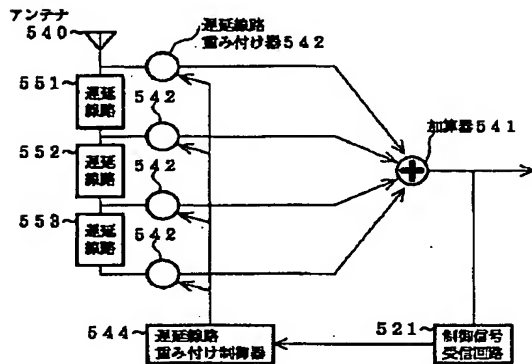 アンテナ
540
遅延線路
重み付け器542
551
遅延
線路
542
552
遅延
線路
542
加算器541
553
遅延
線路
542
544
遅延線路
重み付け制御器
521
制御信号
受信回路